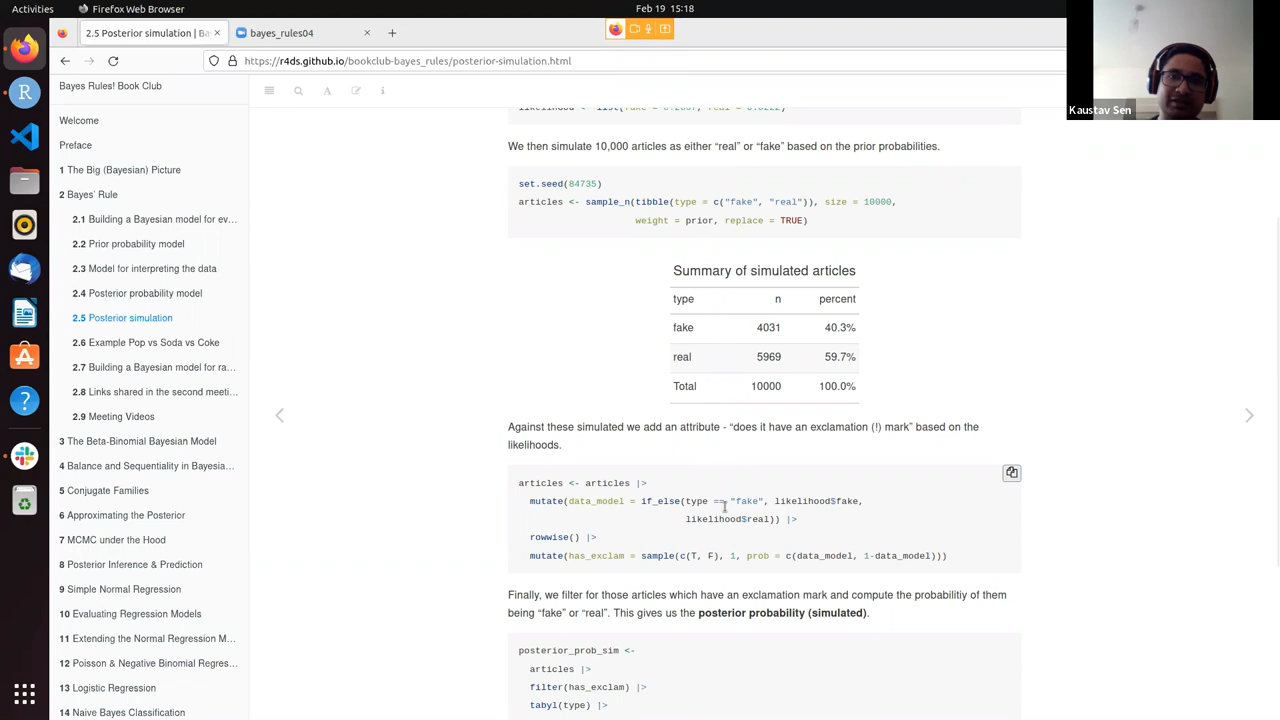 Activities
Firefox Web Browser
Feb 19 15:18
2.5 Posterior simulation | Ba
bayes_rules04
https://r4ds.github.io/bookclub-bayes_rules/posterior-simulation.html
Kaustav Sen
Bayes Rules! Book Club
Welcome
Preface
1 The Big (Bayesian) Picture
2 Bayes' Rule
2.1 Building a Bayesian model for ev...
2.2 Prior probability model
2.3 Model for interpreting the data
2.4 Posterior probability model
2.5 Posterior simulation
2.6 Example Pop vs Soda vs Coke
2.7 Building a Bayesian model for ra...
2.8 Links shared in the second meeti...
2.9 Meeting Videos
3 The Beta-Binomial Bayesian Model
4 Balance and Sequentiality in Bayesia...
5 Conjugate Families
6 Approximating the Posterior
7 MCMC under the Hood
8 Posterior Inference & Prediction
9 Simple Normal Regression
10 Evaluating Regression Models
11 Extending the Normal Regression M...
12 Poisson & Negative Binomial Regres...
13 Logistic Regression
14 Naive Bayes Classification
We then simulate 10,000 articles as either “real” or “fake” based on the prior probabilities.
set.seed(84735)
articles <- sample_n(tibble(type = c("fake", "real")), size = 10000,
weight = prior, replace = TRUE)
Summary of simulated articles
type n percent
fake 4031 40.3%
real 5969 59.7%
Total 10000 100.0%
Against these simulated we add an attribute - “does it have an exclamation (!) mark” based on the
likelihoods.
articles <- articles |>
mutate(data_model = if_else(type == "fake", likelihood$fake,
likelihood$real)) |>
rowwise() |>
mutate(has_exclam = sample(c(T, F), 1, prob = c(data_model, 1-data_model)))
Finally, we filter for those articles which have an exclamation mark and compute the probabilitiy of them
being “fake” or “real”. This gives us the posterior probability (simulated).
posterior_prob_sim <-
articles |>
filter(has_exclam) |>
tabyl(type) |>